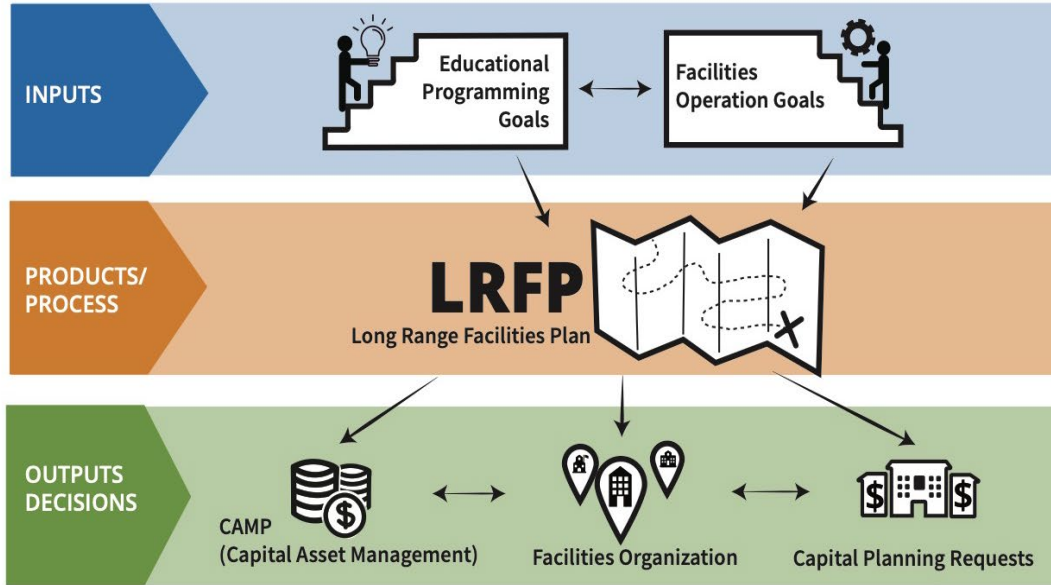 INPUTS
Educational
Programming
Goals
Facilities
Operation Goals
PRODUCTS/
PROCESS
LRFP
Long Range Facilities Plan
OUTPUTS
DECISIONS
$
CAMP
(Capital Asset Management)
Facilities Organization
$ $
Capital Planning Requests